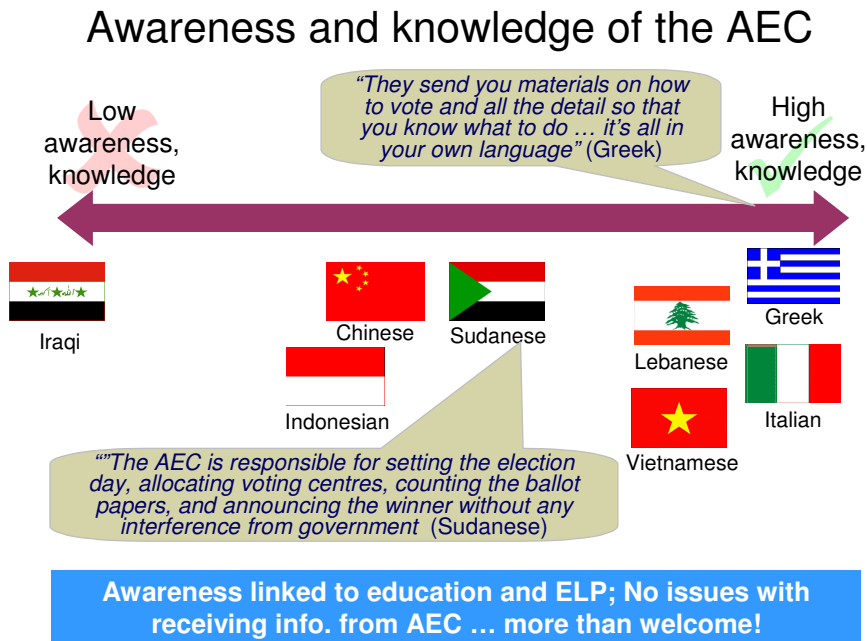 Awareness and knowledge of the AEC
Low
awareness,
knowledge
“They send you materials on how
to vote and all the detail so that
you know what to do … it’s all in
your own language” (Greek)
High
awareness,
knowledge
Iraqi
Chinese
Sudanese
Indonesian
Lebanese
Greek
Italian
Vietnamese
“”The AEC is responsible for setting the election
day, allocating voting centres, counting the ballot
papers, and announcing the winner without any
interference from government (Sudanese)
Awareness linked to education and ELP; No issues with
receiving info. from AEC … more than welcome!